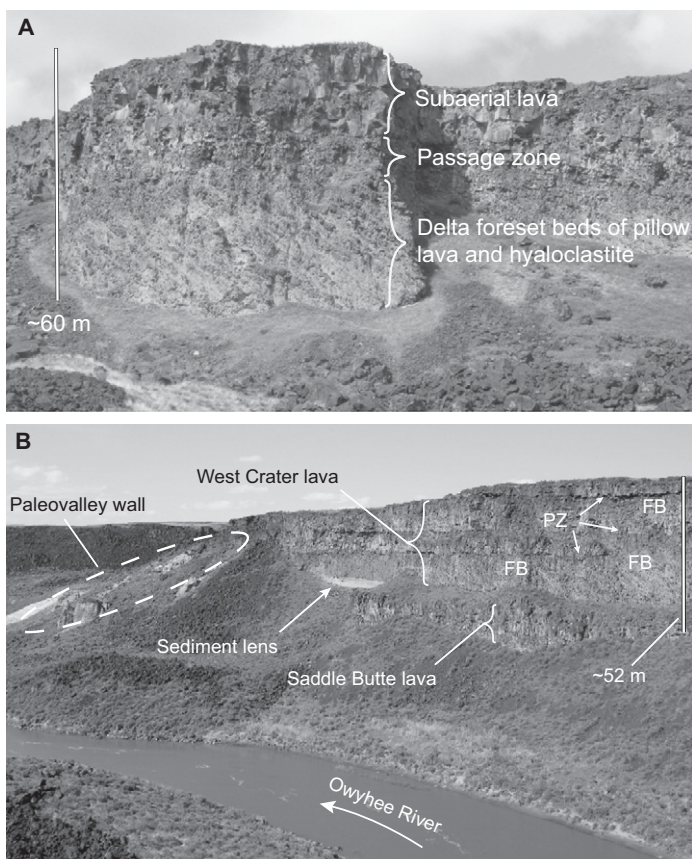 A
Subaerial lava
Passage zone
Delta foreset beds of pillow
lava and hyaloclastite
~60 m
B
West Crater lava
Paleovalley wall
FB
PZ
FB
FB
Sediment lens
Saddle Butte lava
~52 m
Owyhee River